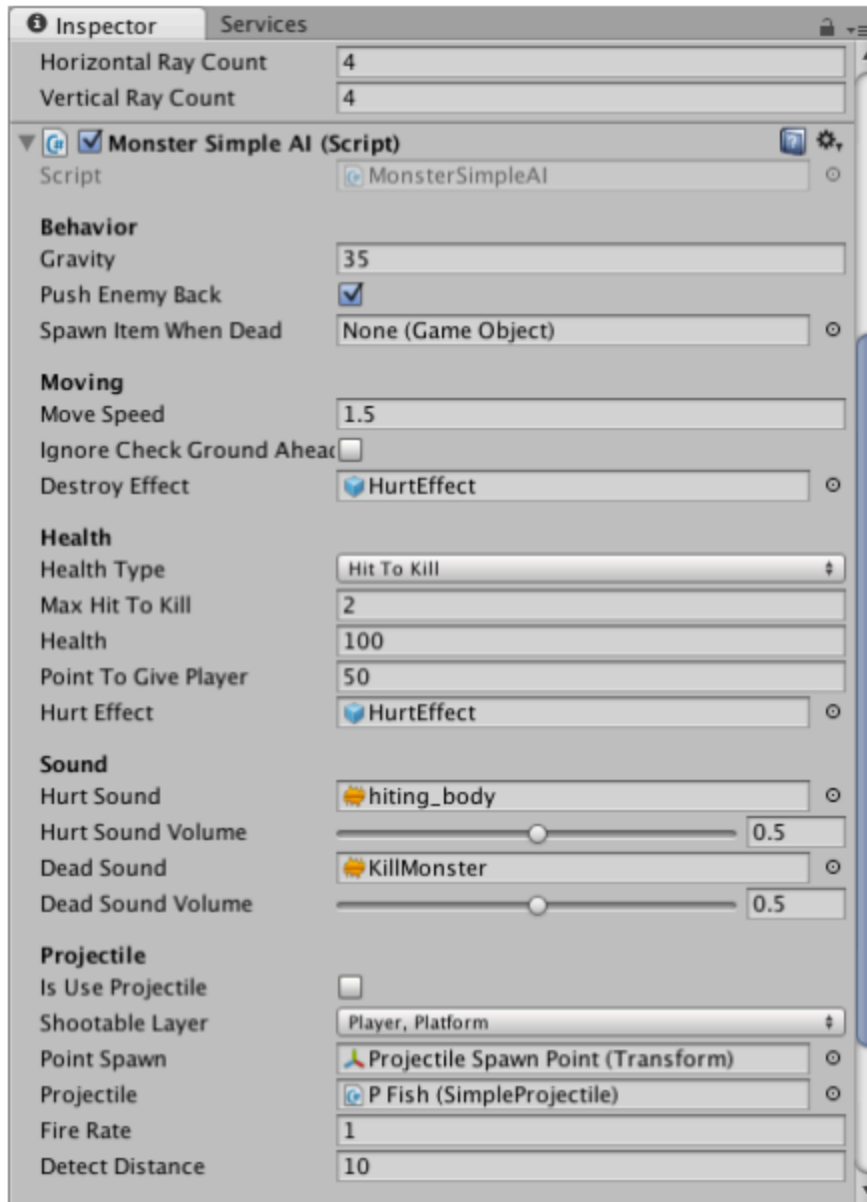 Inspector Services
Horizontal Ray Count 4
Vertical Ray Count 4
Monster Simple AI (Script)
Script MonsterSimpleAI
Behavior
Gravity 35
Push Enemy Back
Spawn Item When Dead None (Game Object)
Moving
Move Speed 1.5
Ignore Check Ground Ahead
Destroy Effect HurtEffect
Health
Health Type Hit To Kill
Max Hit To Kill 2
Health 100
Point To Give Player 50
Hurt Effect HurtEffect
Sound
Hurt Sound hiting_body
Hurt Sound Volume 0.5
Dead Sound KillMonster
Dead Sound Volume 0.5
Projectile
Is Use Projectile
Shootable Layer Player, Platform
Point Spawn Projectile Spawn Point (Transform)
Projectile P Fish (SimpleProjectile)
Fire Rate 1
Detect Distance 10